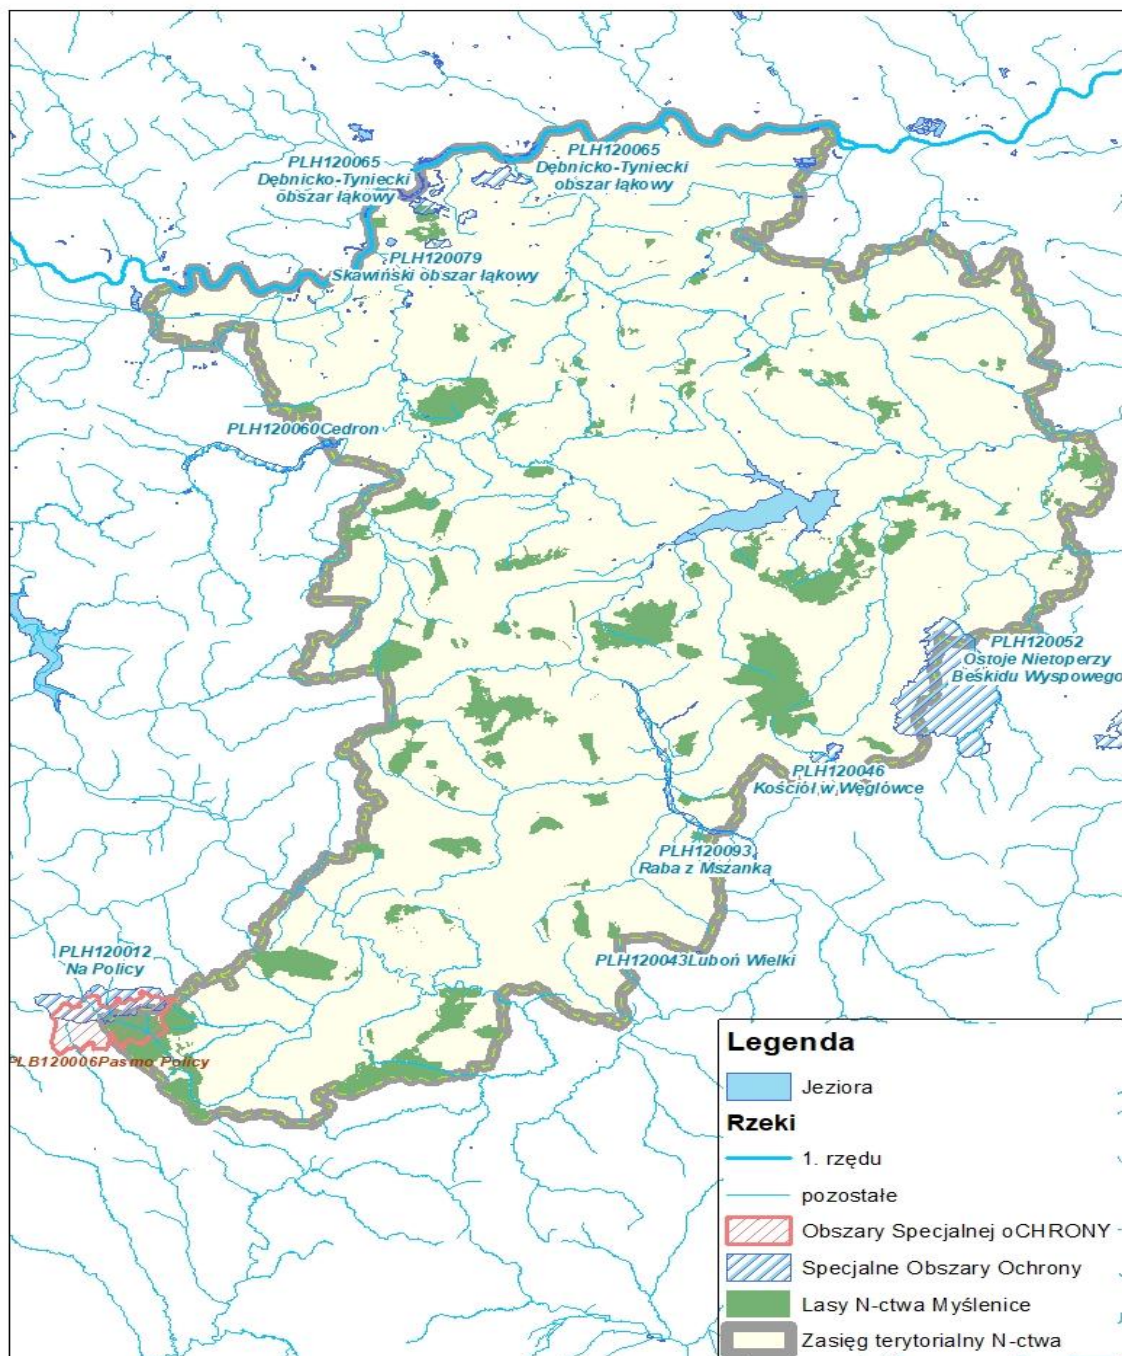 PLH120065
Dębnicko-Tyniecki
obszar łąkowy
PLH120065
Dębnicko-Tyniecki
obszar łąkowy
PLH120079
Skawiński obszar łąkowy
PLH120060Cedron
PLH120052
Ostoje Nietoperzy
Beskidu Wyspowego
PLH120046
Kościół w Węglówce
PLH120093
Raba z Mszanką
PLH120012
Na Policy
PLH120043Luboń Wielki
PLB120006Pasmo Policy
Legenda
Jeziora
Rzeki
1. rzędu
pozostałe
Obszary Specjalnej oCHRONY
Specjalne Obszary Ochrony
Lasy N-ctwa Myślenice
Zasięg terytorialny N-ctwa